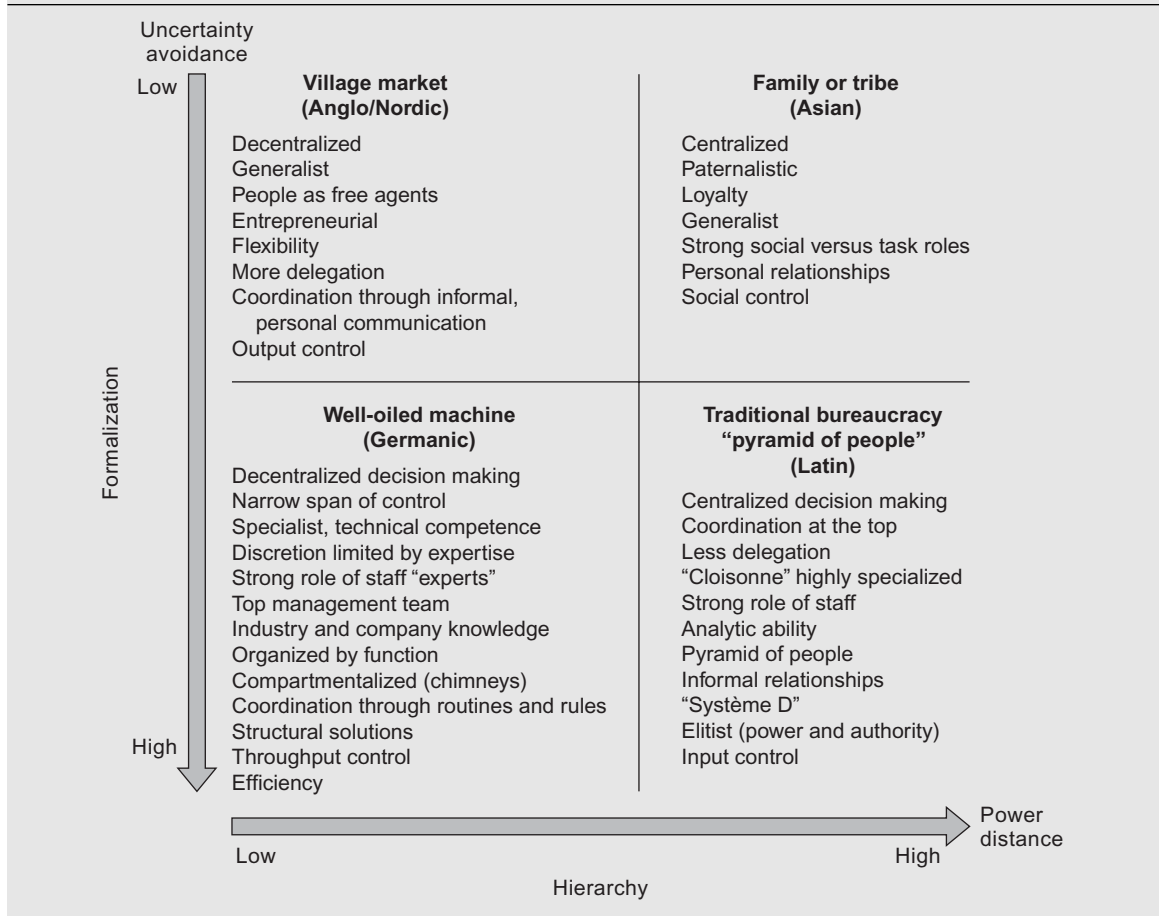 Uncertainty
avoidance
Low
Village market
(Anglo/Nordic)
Decentralized
Generalist
People as free agents
Entrepreneurial
Flexibility
More delegation
Coordination through informal,
personal communication
Output control
Family or tribe
(Asian)
Centralized
Paternalistic
Loyalty
Generalist
Strong social versus task roles
Personal relationships
Social control
Formalization
Well-oiled machine
(Germanic)
Decentralized decision making
Narrow span of control
Specialist, technical competence
Discretion limited by expertise
Strong role of staff “experts”
Top management team
Industry and company knowledge
Organized by function
Compartmentalized (chimneys)
Coordination through routines and rules
Structural solutions
Throughput control
Efficiency
Traditional bureaucracy
“pyramid of people”
(Latin)
Centralized decision making
Coordination at the top
Less delegation
“Cloisonne” highly specialized
Strong role of staff
Analytic ability
Pyramid of people
Informal relationships
“Système D”
Elitist (power and authority)
Input control
High
Power
distance
Low
High
Hierarchy